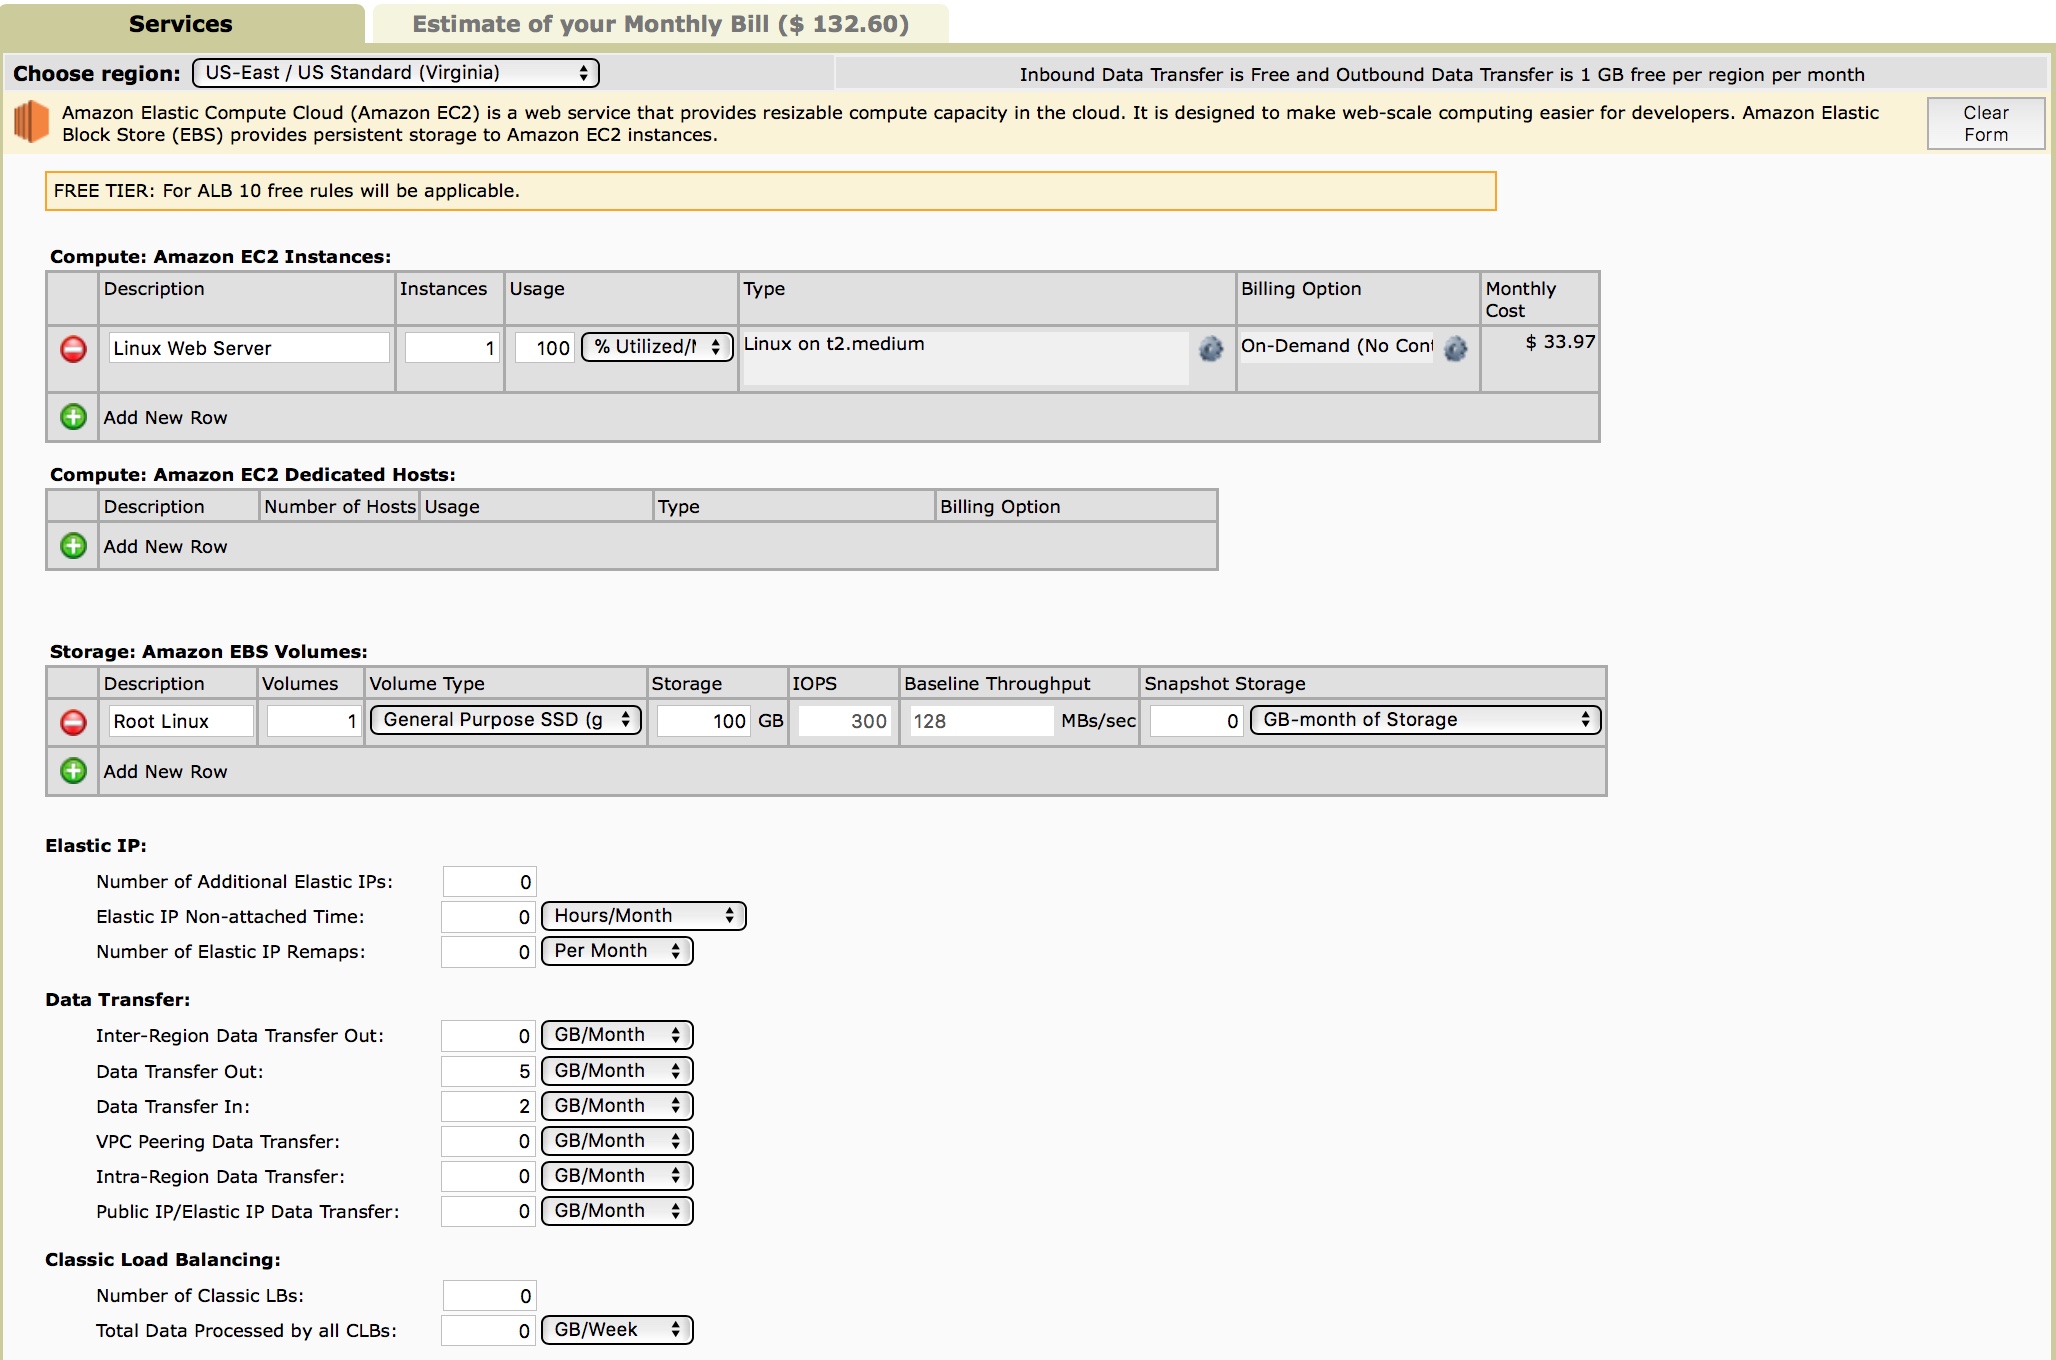 Services
Estimate of your Monthly Bill ($ 132.60)
Choose region: US-East / US Standard (Virginia)
Inbound Data Transfer is Free and Outbound Data Transfer is 1 GB free per region per month
Amazon Elastic Compute Cloud (Amazon EC2) is a web service that provides resizable compute capacity in the cloud. It is designed to make web-scale computing easier for developers. Amazon Elastic
Block Store (EBS) provides persistent storage to Amazon EC2 instances.
Clear
Form
FREE TIER: For ALB 10 free rules will be applicable.
Compute: Amazon EC2 Instances:
Description Instances Usage Type Billing Option Monthly
Cost
Linux Web Server 1 100 % Utilized/ Linux on t2.medium On-Demand (No Con $ 33.97
Add New Row
Compute: Amazon EC2 Dedicated Hosts:
Description Number of Hosts Usage Type Billing Option
Add New Row
Storage: Amazon EBS Volumes:
Description Volumes Volume Type Storage IOPS Baseline Throughput Snapshot Storage
Root Linux 1 General Purpose SSD (g 100 GB 300 128 MBs/sec 0 GB-month of Storage
Add New Row
Elastic IP:
Number of Additional Elastic IPs: 0
Elastic IP Non-attached Time: 0 Hours/Month
Number of Elastic IP Remaps: 0 Per Month
Data Transfer:
Inter-Region Data Transfer Out: 0 GB/Month
Data Transfer Out: 5 GB/Month
Data Transfer In: 2 GB/Month
VPC Peering Data Transfer: 0 GB/Month
Intra-Region Data Transfer: 0 GB/Month
Public IP/Elastic IP Data Transfer: 0 GB/Month
Classic Load Balancing:
Number of Classic LBs: 0
Total Data Processed by all CLBs: 0 GB/Week